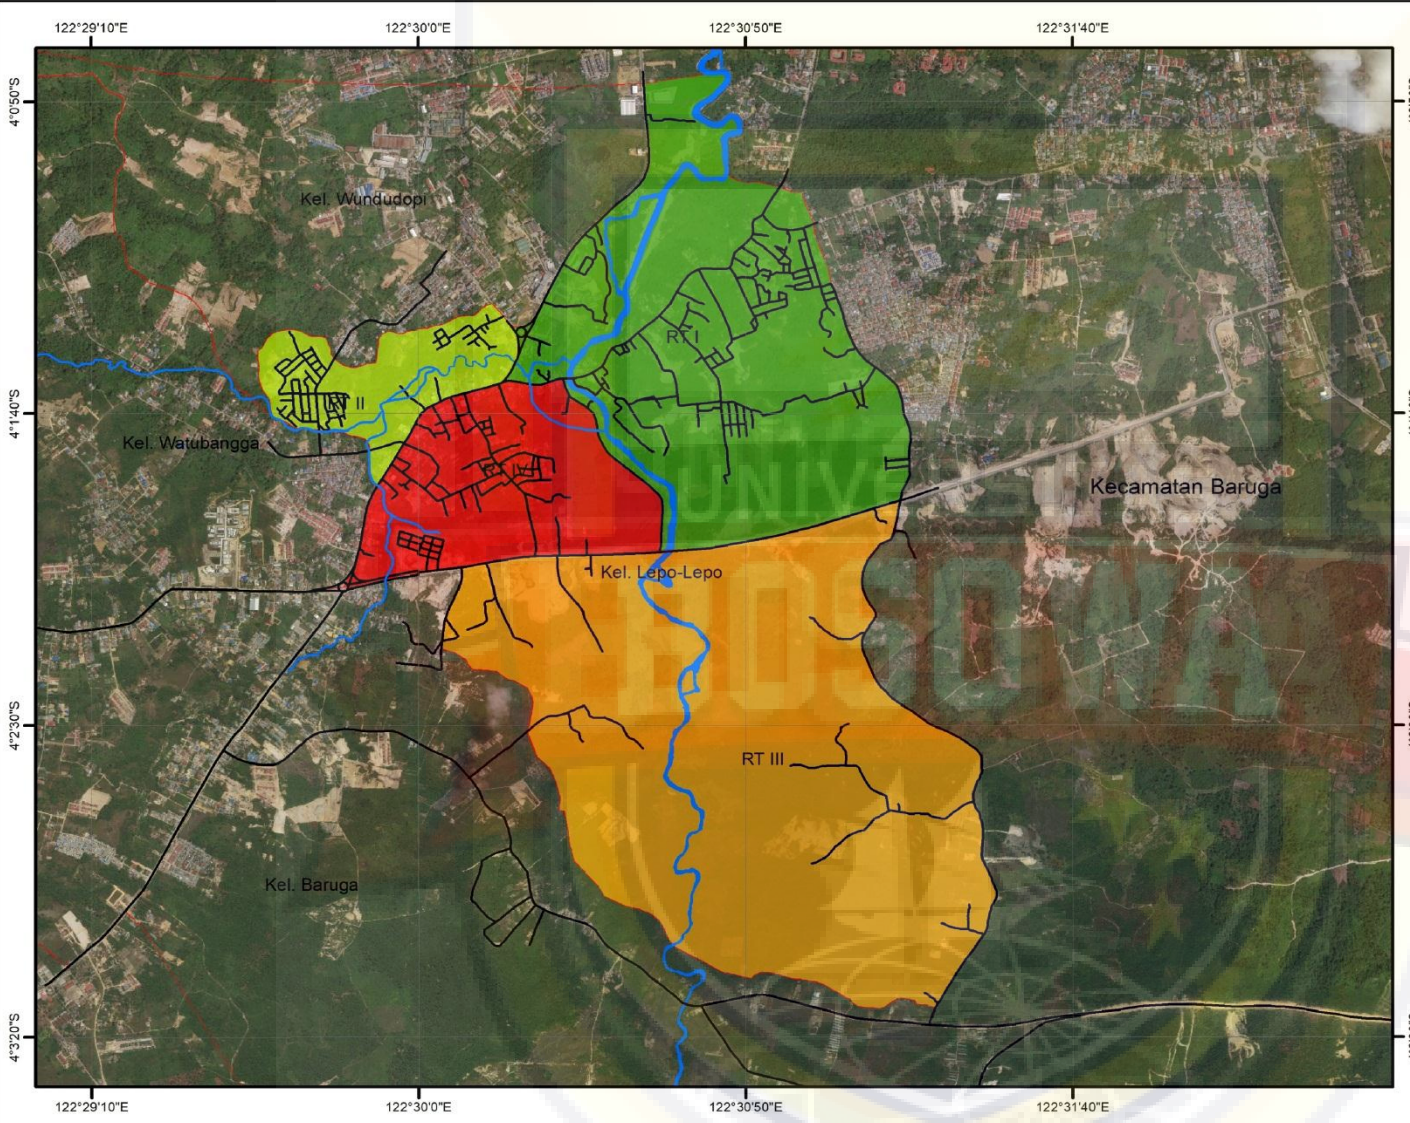 122°29'10"E
122°30'0"E
122°30'50"E
122°31'40"E
4°0'50"S
Kel. Wundudopi
RT I
II
4°1'40"S
Kel. Watubangga
Kecamatan Baruga
UNIVERSITAS
Kel. Lepo-Lepo
BOSOWA
4°2'30"S
RT III
Kel. Baruga
4°3'20"S
122°29'10"E
122°30'0"E
122°30'50"E
122°31'40"E